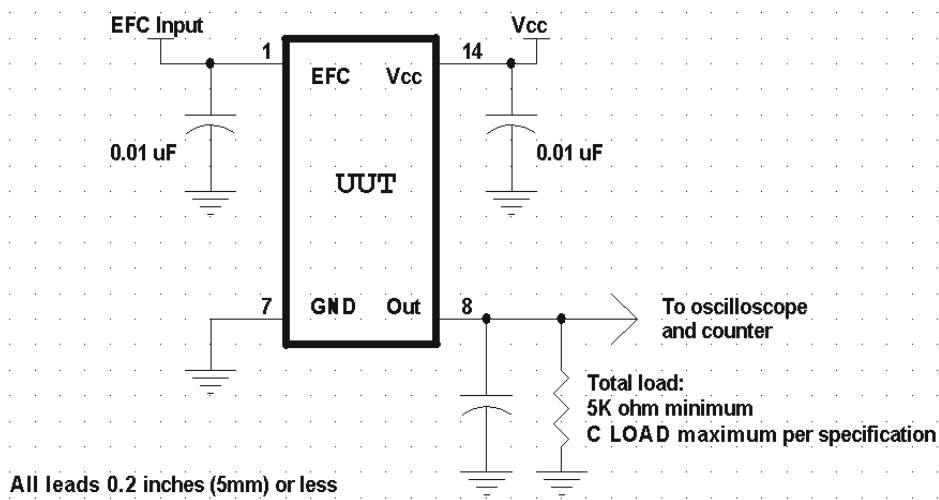 EFC Input
Vcc
1
14
EFC
Vcc
0.01 uF
0.01 uF
UUT
7
GND
Out
8
To oscilloscope
and counter
Total load:
5K ohm minimum
C LOAD maximum per specification
All leads 0.2 inches (5mm) or less